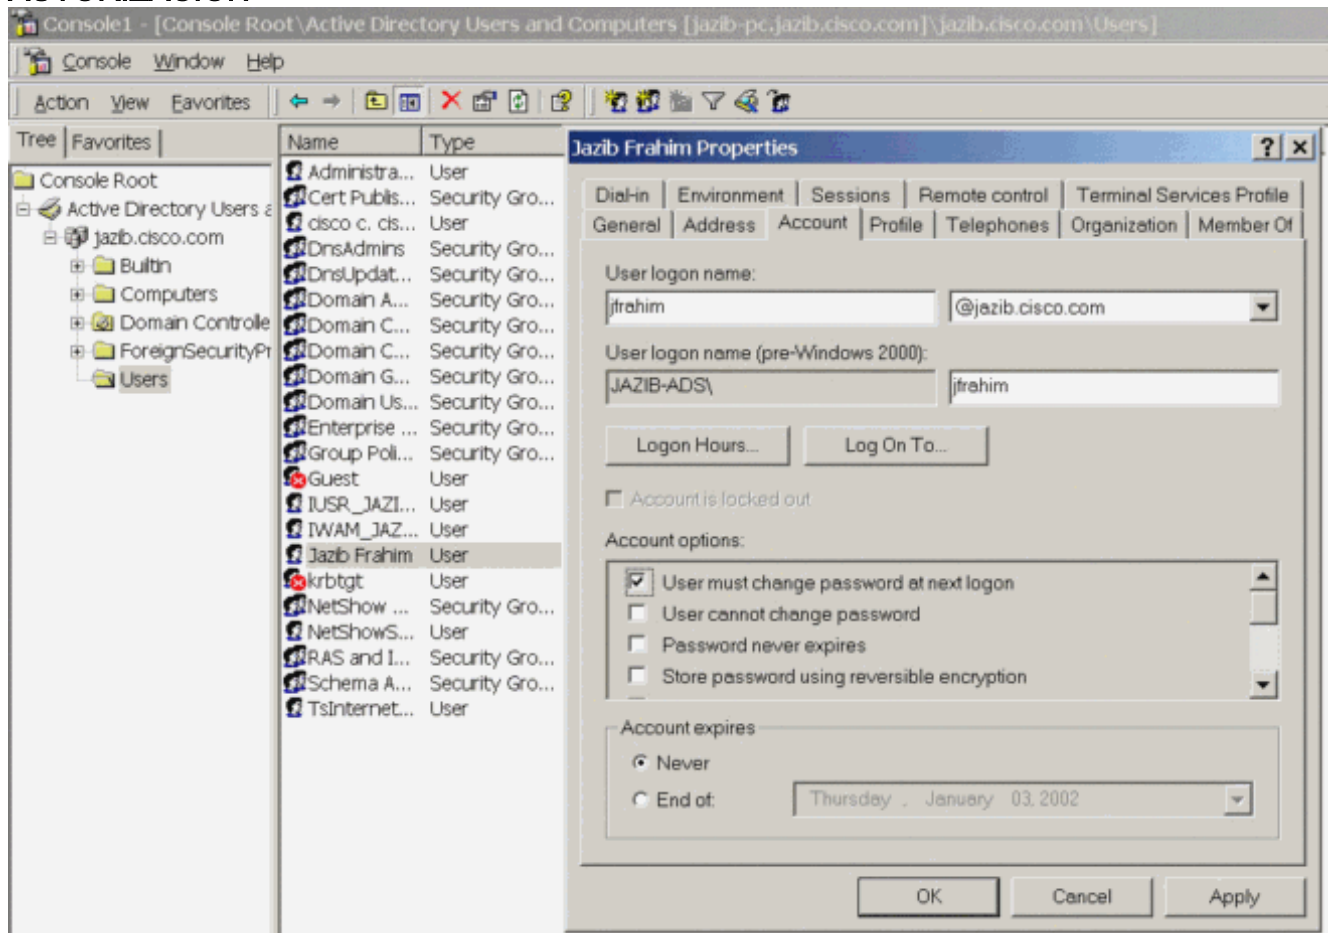 Console1 - [Console Root\Active Directory Users and Computers [jazib-pc.jazib.cisco.com]\jazib.cisco.com\Users]
Console Window Help
Action View Favorites
Tree Favorites
Console Root
Active Directory Users a
jazib.cisco.com
Builtin
Computers
Domain Controlle
ForeignSecurityPr
Users
Name Type
Administra... User
Cert Publis... Security Gro...
cisco c. cis... User
DnsAdmins Security Gro...
DnsUpdat... Security Gro...
Domain A... Security Gro...
Domain C... Security Gro...
Domain C... Security Gro...
Domain G... Security Gro...
Domain Us... Security Gro...
Enterprise ... Security Gro...
Group Poli... Security Gro...
Guest User
IUSR_JAZI... User
IWAM_JAZ... User
Jazib Frahim User
krbtgt User
NetShow ... Security Gro...
NetShowS... User
RAS and I... Security Gro...
Schema A... Security Gro...
TsInternet... User
Jazib Frahim Properties
Dial-in Environment Sessions Remote control Terminal Services Profile
General Address Account Profile Telephones Organization Member Of
User logon name:
jfrahim @jazib.cisco.com
User logon name (pre-Windows 2000):
JAZIB-ADS\ jfrahim
Logon Hours... Log On To...
Account is locked out
Account options:
User must change password at next logon
User cannot change password
Password never expires
Store password using reversible encryption
Account expires
Never
End of: Thursday , January 03, 2002
OK Cancel Apply